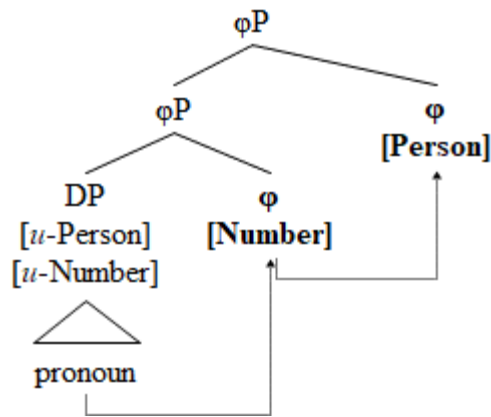 φP
φP φ
[Person]
DP φ
[u-Person] [Number]
[u-Number]
pronoun